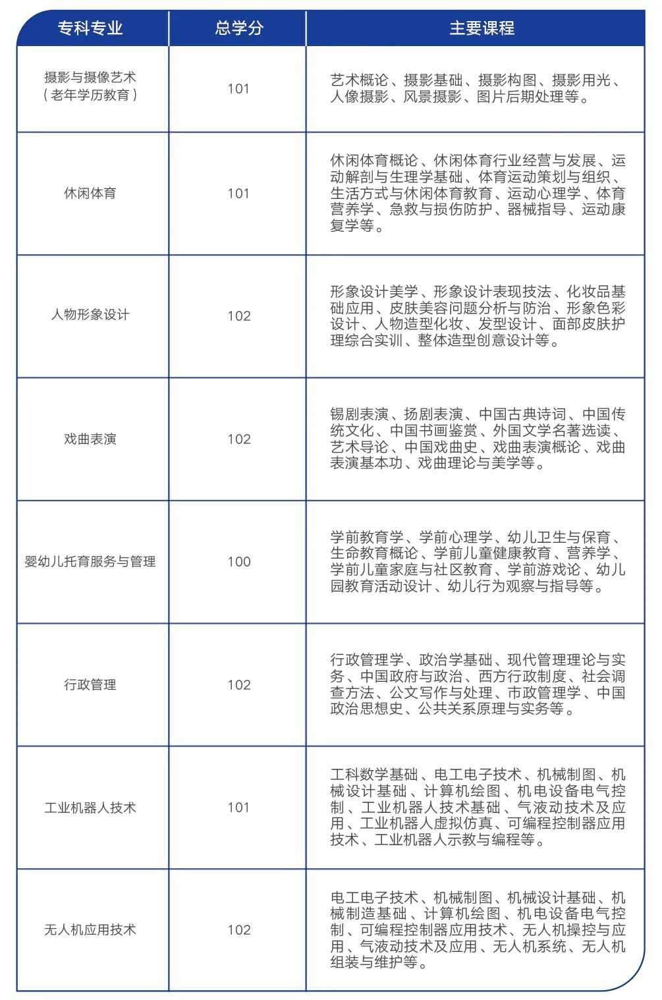 专科专业 总学分 主要课程
摄影与摄像艺术
（老年学历教育）
101
艺术概论、摄影基础、摄影构图、摄影用光、
人像摄影、风景摄影、图片后期处理等。
休闲体育
101
休闲体育概论、休闲体育行业经营与发展、运
动解剖与生理学基础、体育运动策划与组织、
生活方式与休闲体育教育、运动心理学、体育
营养学、急救与损伤防护、器械指导、运动康
复学等。
人物形象设计
102
形象设计美学、形象设计表现技法、化妆品基
础应用、皮肤美容问题分析与防治、形象色彩
设计、人物造型化妆、发型设计、面部皮肤护
理综合实训、整体造型创意设计等。
戏曲表演
102
锡剧表演、扬剧表演、中国古典诗词、中国传
统文化、中国书画鉴赏、外国文学名著选读、
艺术导论、中国戏曲史、戏曲表演概论、戏曲
表演基本功、戏曲理论与美学等。
婴幼儿托育服务与管理
100
学前教育学、学前心理学、幼儿卫生与保育、
生命教育概论、学前儿童健康教育、营养学、
学前儿童家庭与社区教育、学前游戏论、幼儿
园教育活动设计、幼儿行为观察与指导等。
行政管理
102
行政管理学、政治学基础、现代管理理论与实
务、中国政府与政治、西方行政制度、社会调
查方法、公文写作与处理、市政管理学、中国
政治思想史、公共关系原理与实务等。
工业机器人技术
101
工科数学基础、电工电子技术、机械制图、机
械设计基础、计算机绘图、机电设备电气控
制、工业机器人技术基础、气液动技术及应
用、工业机器人虚拟仿真、可编程控制器应用
技术、工业机器人示教与编程等。
无人机应用技术
102
电工电子技术、机械制图、机械设计基础、机
械制造基础、计算机绘图、机电设备电气控
制、可编程控制器应用技术、无人机操控与应
用、气液动技术及应用、无人机系统、无人机
组装与维护等。